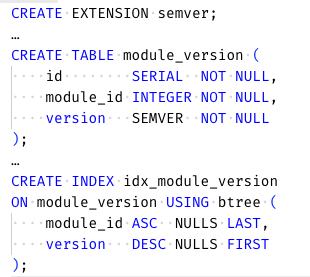 CREATE EXTENSION semver;
…
CREATE TABLE module_version (
    id        SERIAL  NOT NULL,
    module_id INTEGER NOT NULL,
    version   SEMVER  NOT NULL
);
…
CREATE INDEX idx_module_version
ON module_version USING btree (
    module_id ASC  NULLS LAST,
    version   DESC NULLS FIRST
);